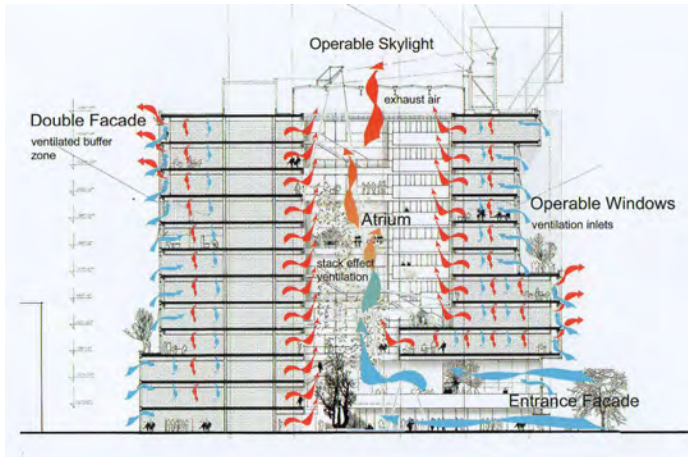 Operable Skylight
exhaust air
Double Facade
ventilated buffer
zone
Atrium
Operable Windows
ventilation inlets
stack effect
ventilation
Entrance Facade